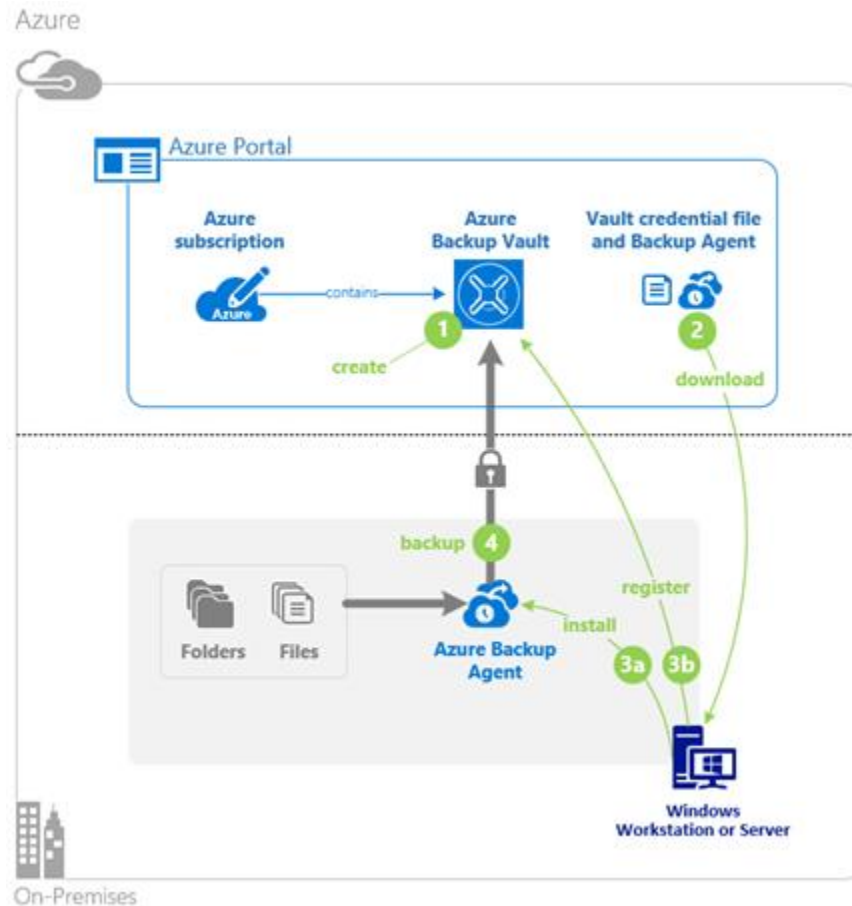 Azure
Azure Portal
Azure
subscription
Azure
Backup Vault
Vault credential file
and Backup Agent
contains
Azure
1
2
create
download
backup
4
register
install
Folders
Files
Azure Backup
Agent
3a
3b
Windows
Workstation or Server
On-Premises